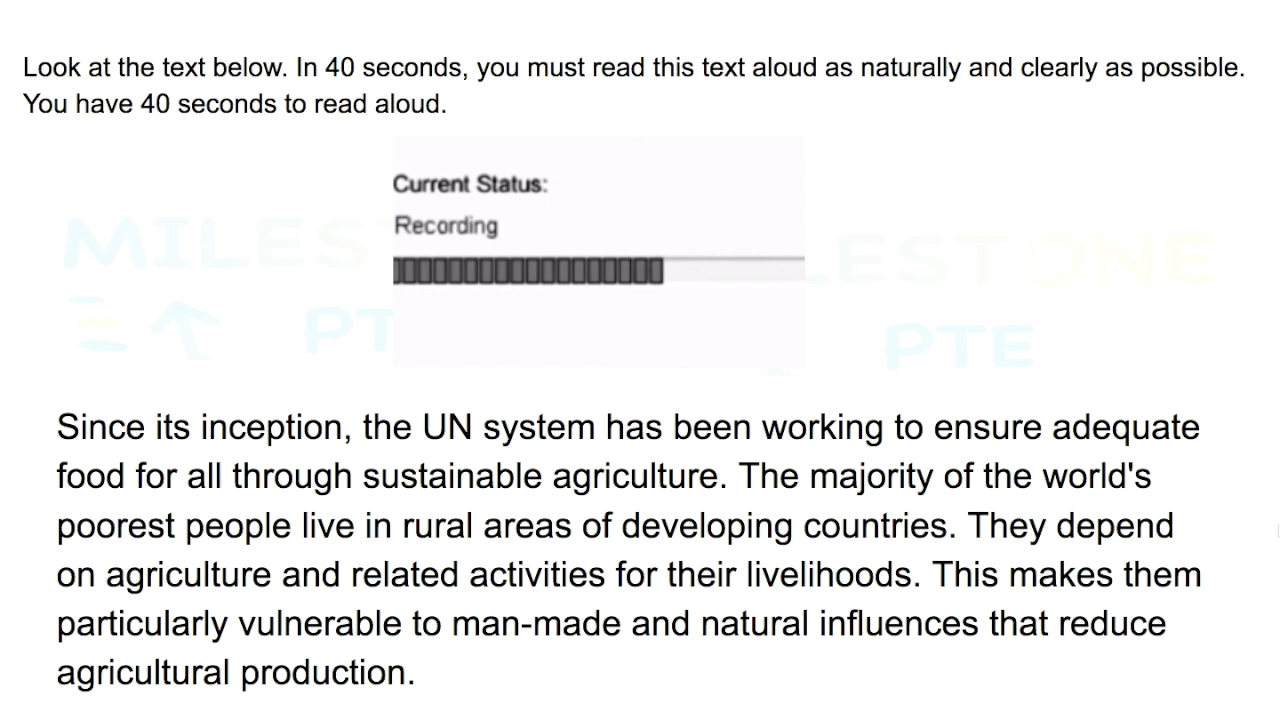 Look at the text below. In 40 seconds, you must read this text aloud as naturally and clearly as possible.
You have 40 seconds to read aloud.
Current Status:
Recording
MILES
LESTONE
PT
PTE
Since its inception, the UN system has been working to ensure adequate
food for all through sustainable agriculture. The majority of the world's
poorest people live in rural areas of developing countries. They depend
on agriculture and related activities for their livelihoods. This makes them
particularly vulnerable to man-made and natural influences that reduce
agricultural production.